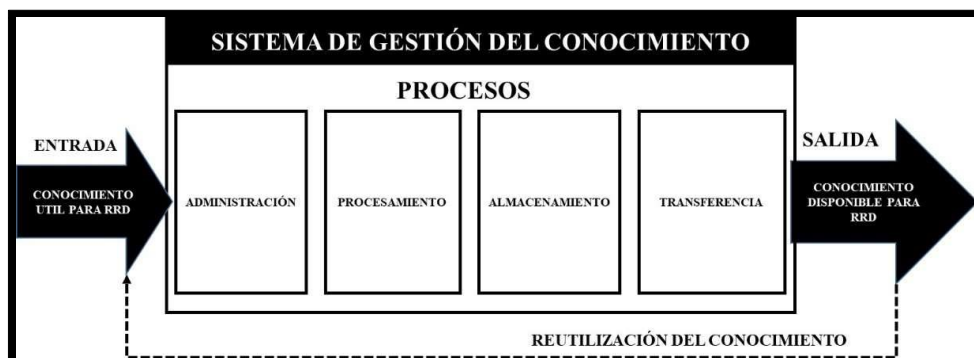 SISTEMA DE GESTIÓN DEL CONOCIMIENTO
PROCESOS
ENTRADA
CONOCIMIENTO
UTIL PARA RRD
ADMINISTRACIÓN
PROCESAMIENTO
ALMACENAMIENTO
TRANSFERENCIA
SALIDA
CONOCIMIENTO
DISPONIBLE PARA
RRD
REUTILIZACIÓN DEL CONOCIMIENTO